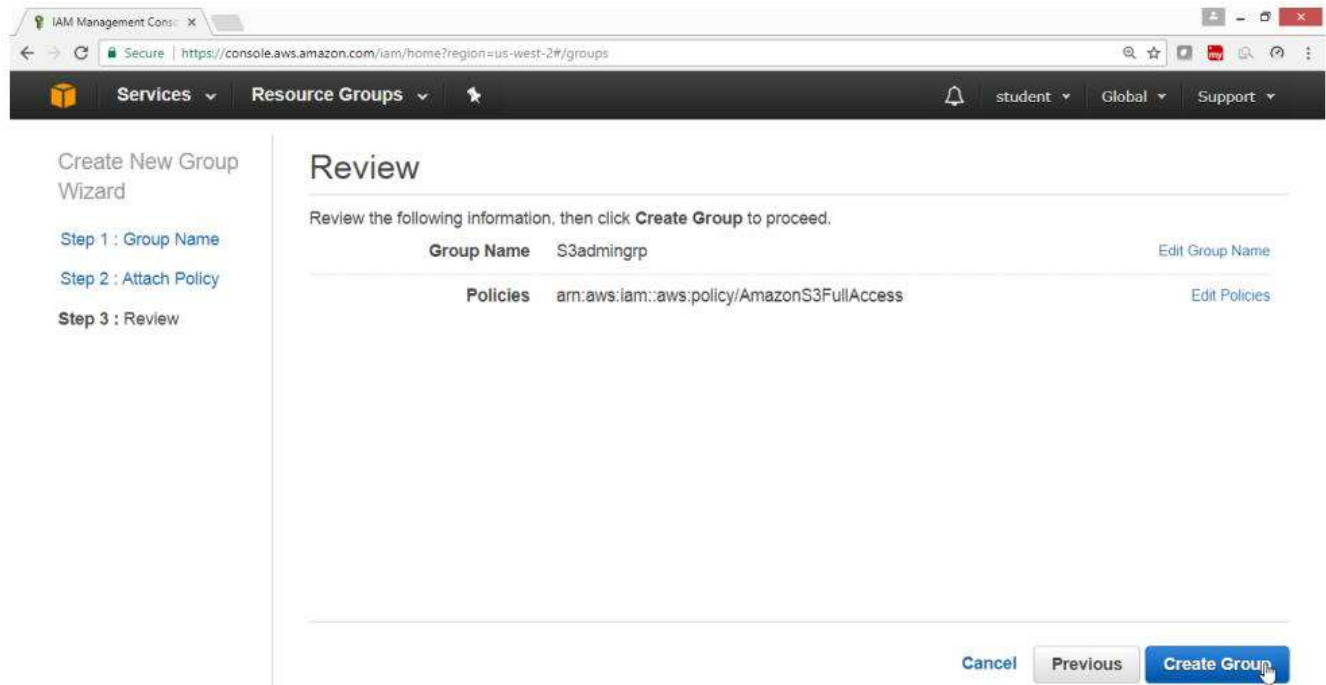 IAM Management Consc
Secure | https://console.aws.amazon.com/iam/home?region=us-west-2#/groups
Services Resource Groups student Global Support
Create New Group
Wizard
Step 1 : Group Name
Step 2 : Attach Policy
Step 3 : Review
Review
Review the following information, then click Create Group to proceed.
Group Name S3admingrp Edit Group Name
Policies arn:aws:iam::aws:policy/AmazonS3FullAccess Edit Policies
Cancel Previous Create Group